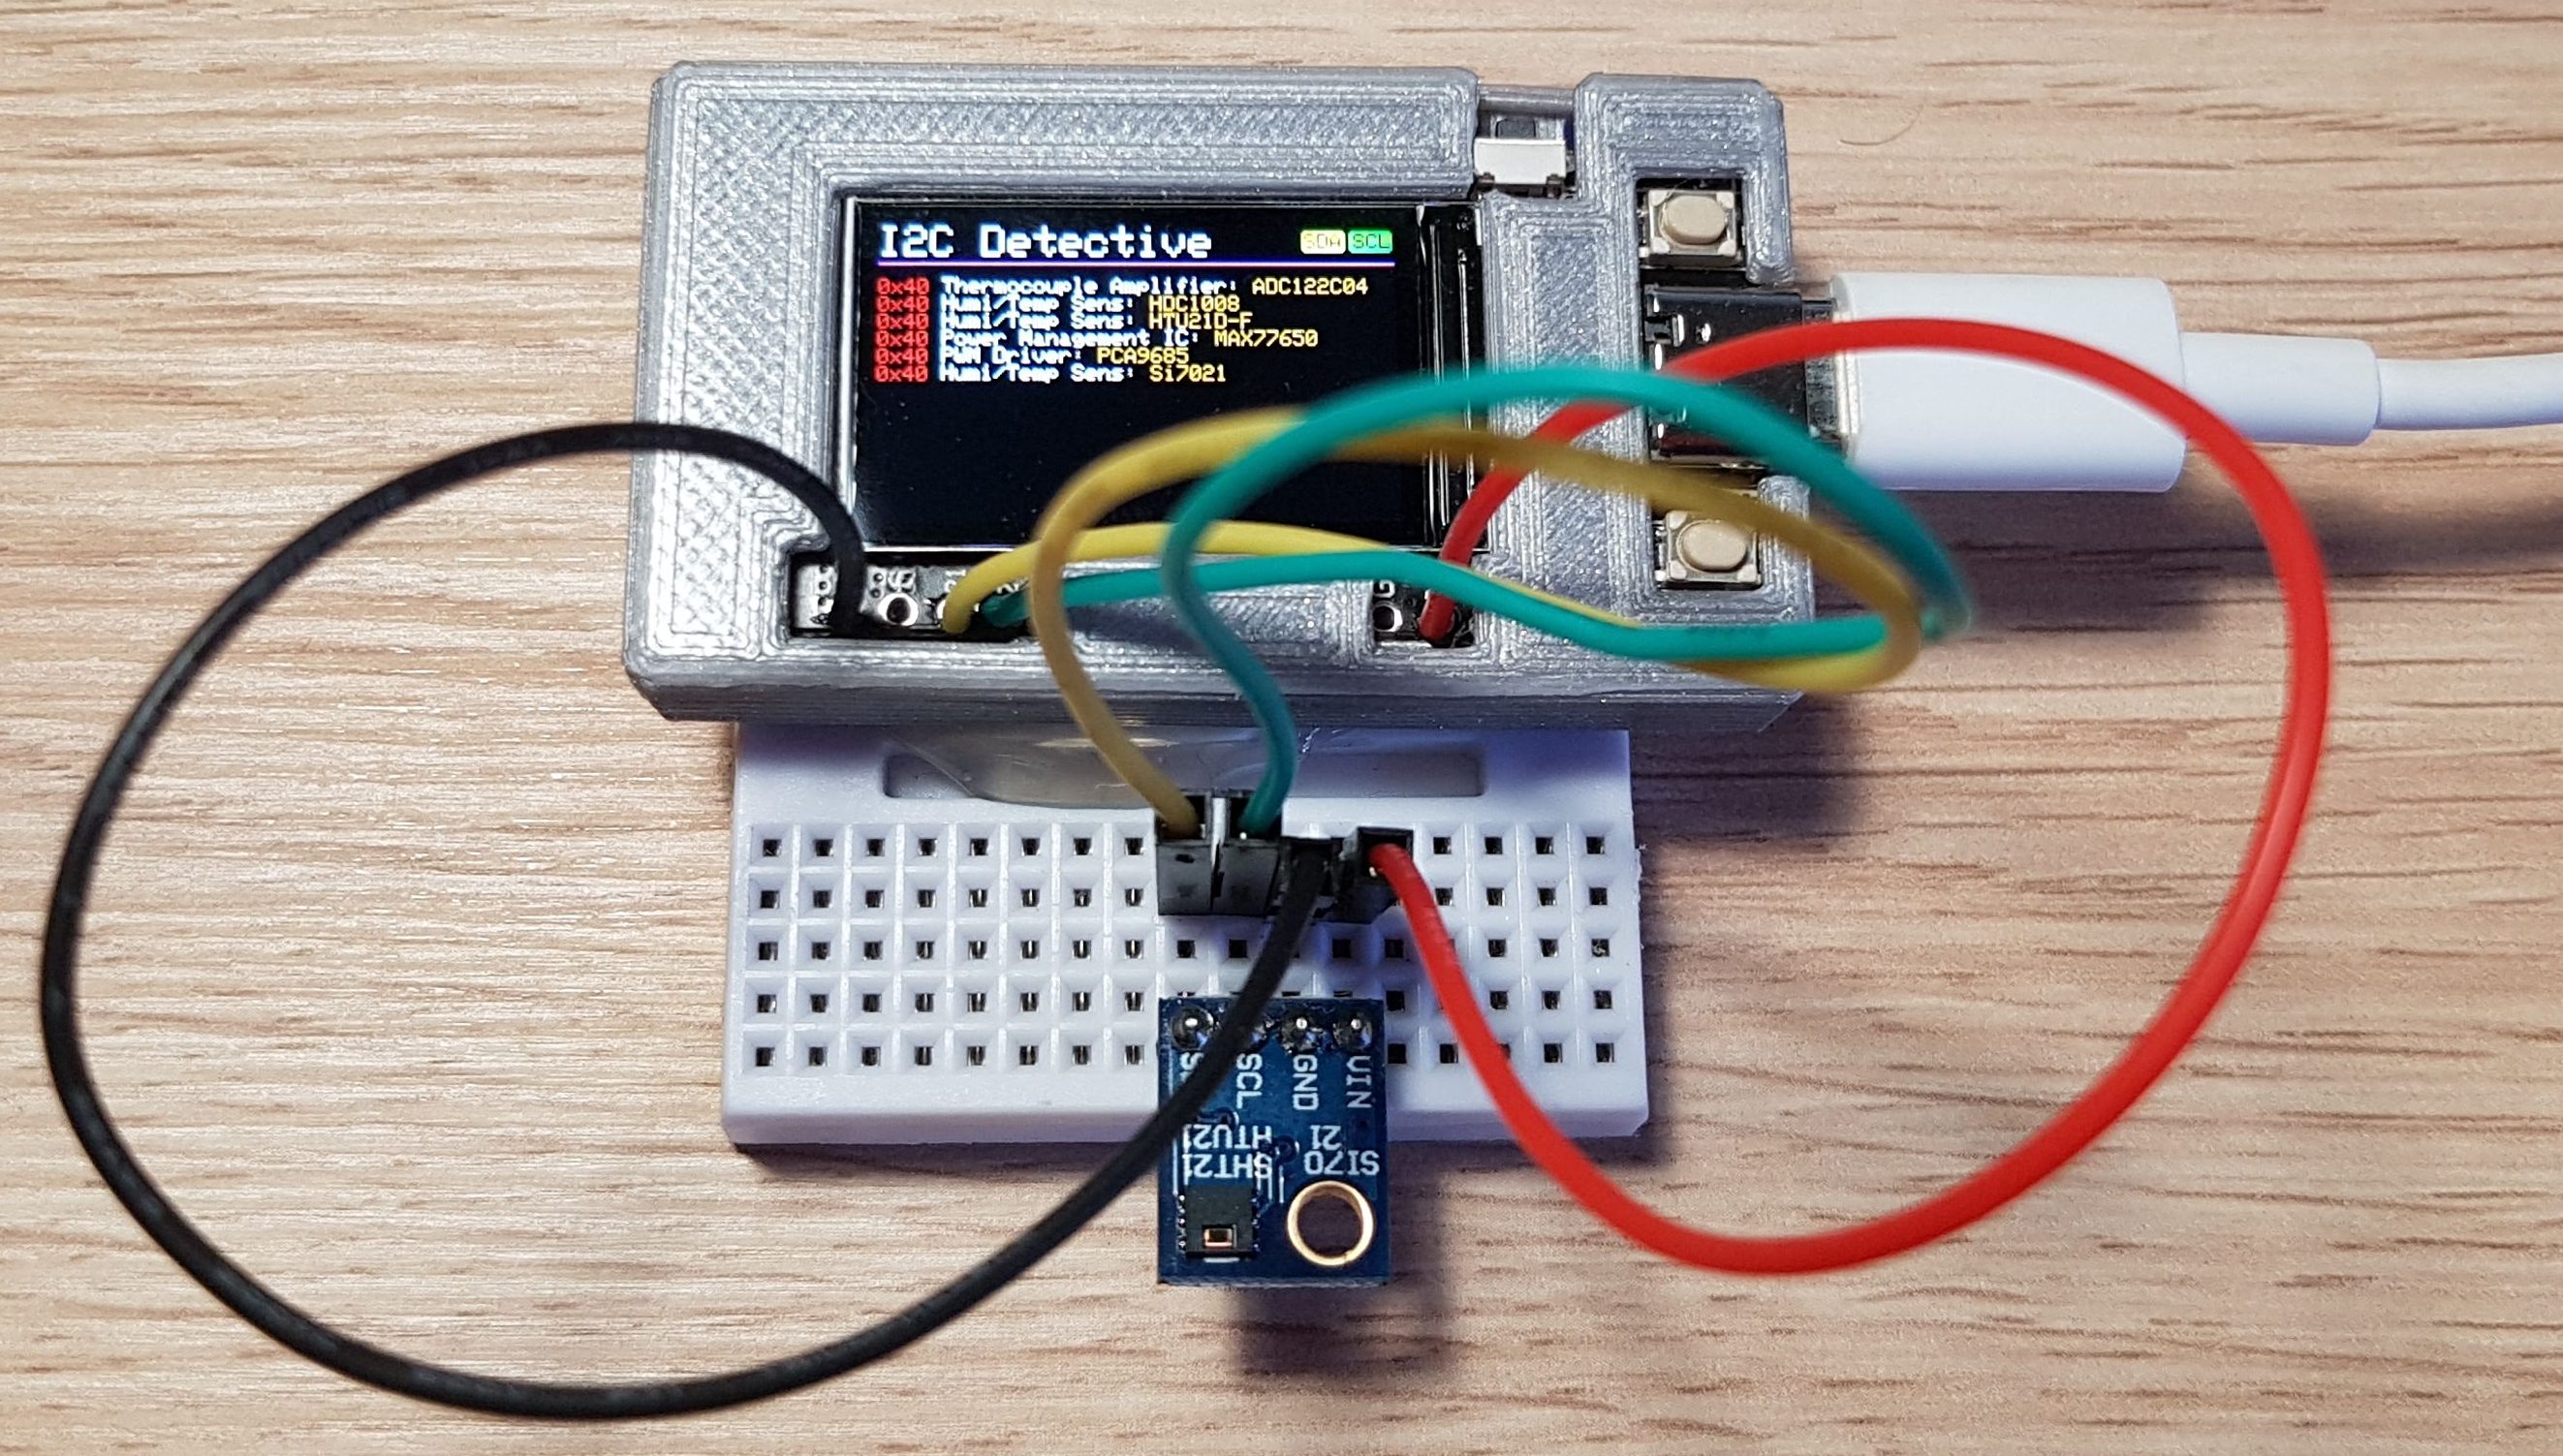 I2C Detective SDA SCL
0x40 Thermocouple Amplifier: ADC122C04
0x40 Humi/Temp Sens: HDC1008
0x40 Humi/Temp Sens: HTU21D-F
0x40 Power Management IC: MAX77650
0x40 PWM Driver: PCA9685
0x40 Humi/Temp Sens: Si7021
G
SCL
GND
VIN
SI70
21
SHT21
HTU21